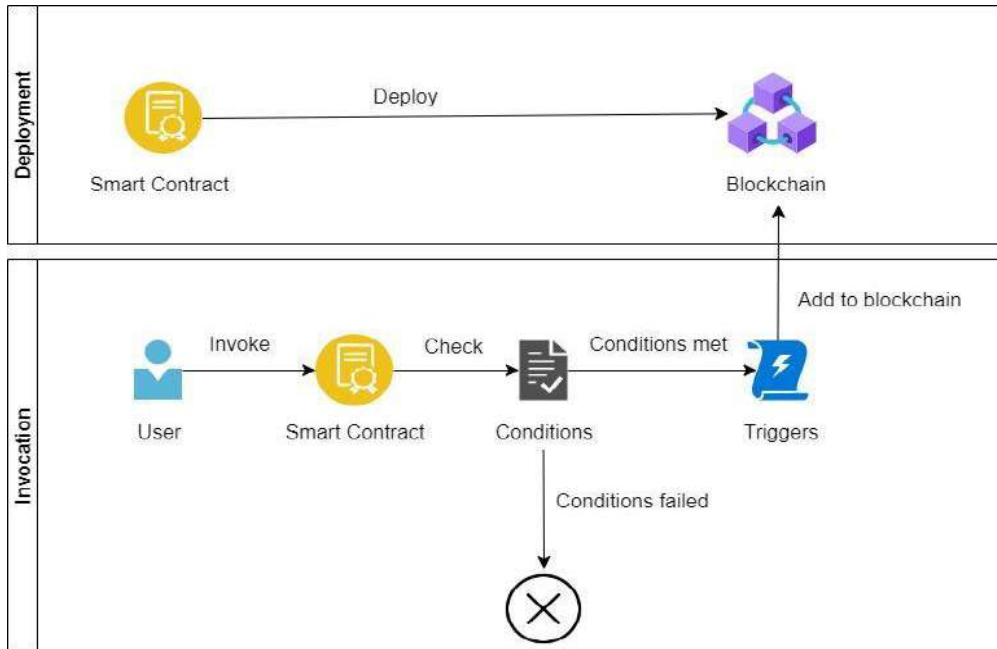 Deployment
Deploy
Smart Contract
Blockchain
Invocation
Add to blockchain
Invoke
Check
Conditions met
User
Smart Contract
Conditions
Triggers
Conditions failed